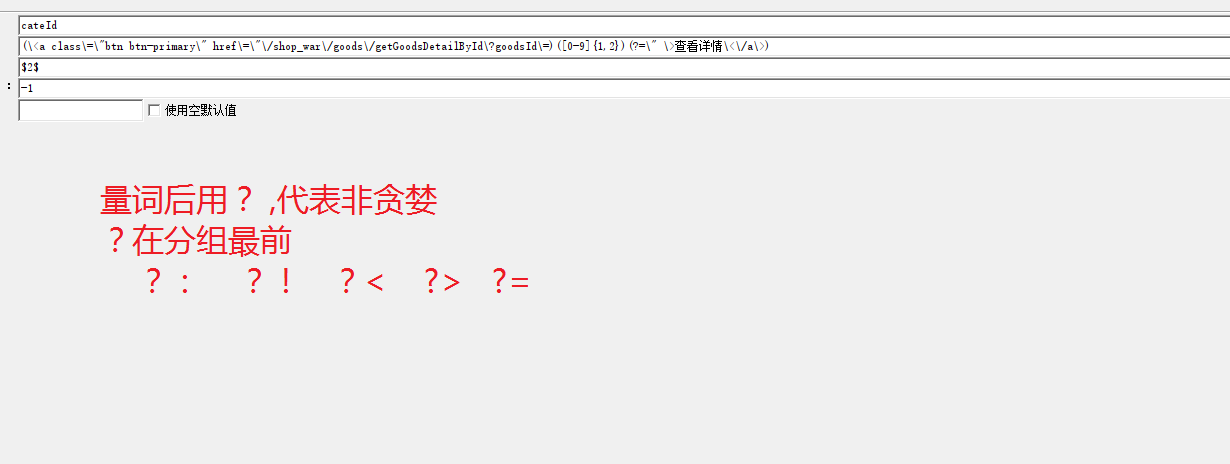 cateId
(\<a class\=\"btn btn-primary\" href\=\"\/shop_war\/goods\/getGoodsDetailById\?goodsId\=)([0-9]{1,2})(?=\" \>查看详情\<\/a\>)
$2$
: -1
使用空默认值
量词后用？,代表非贪婪
？在分组最前
？： ？！ ？< ?> ?=